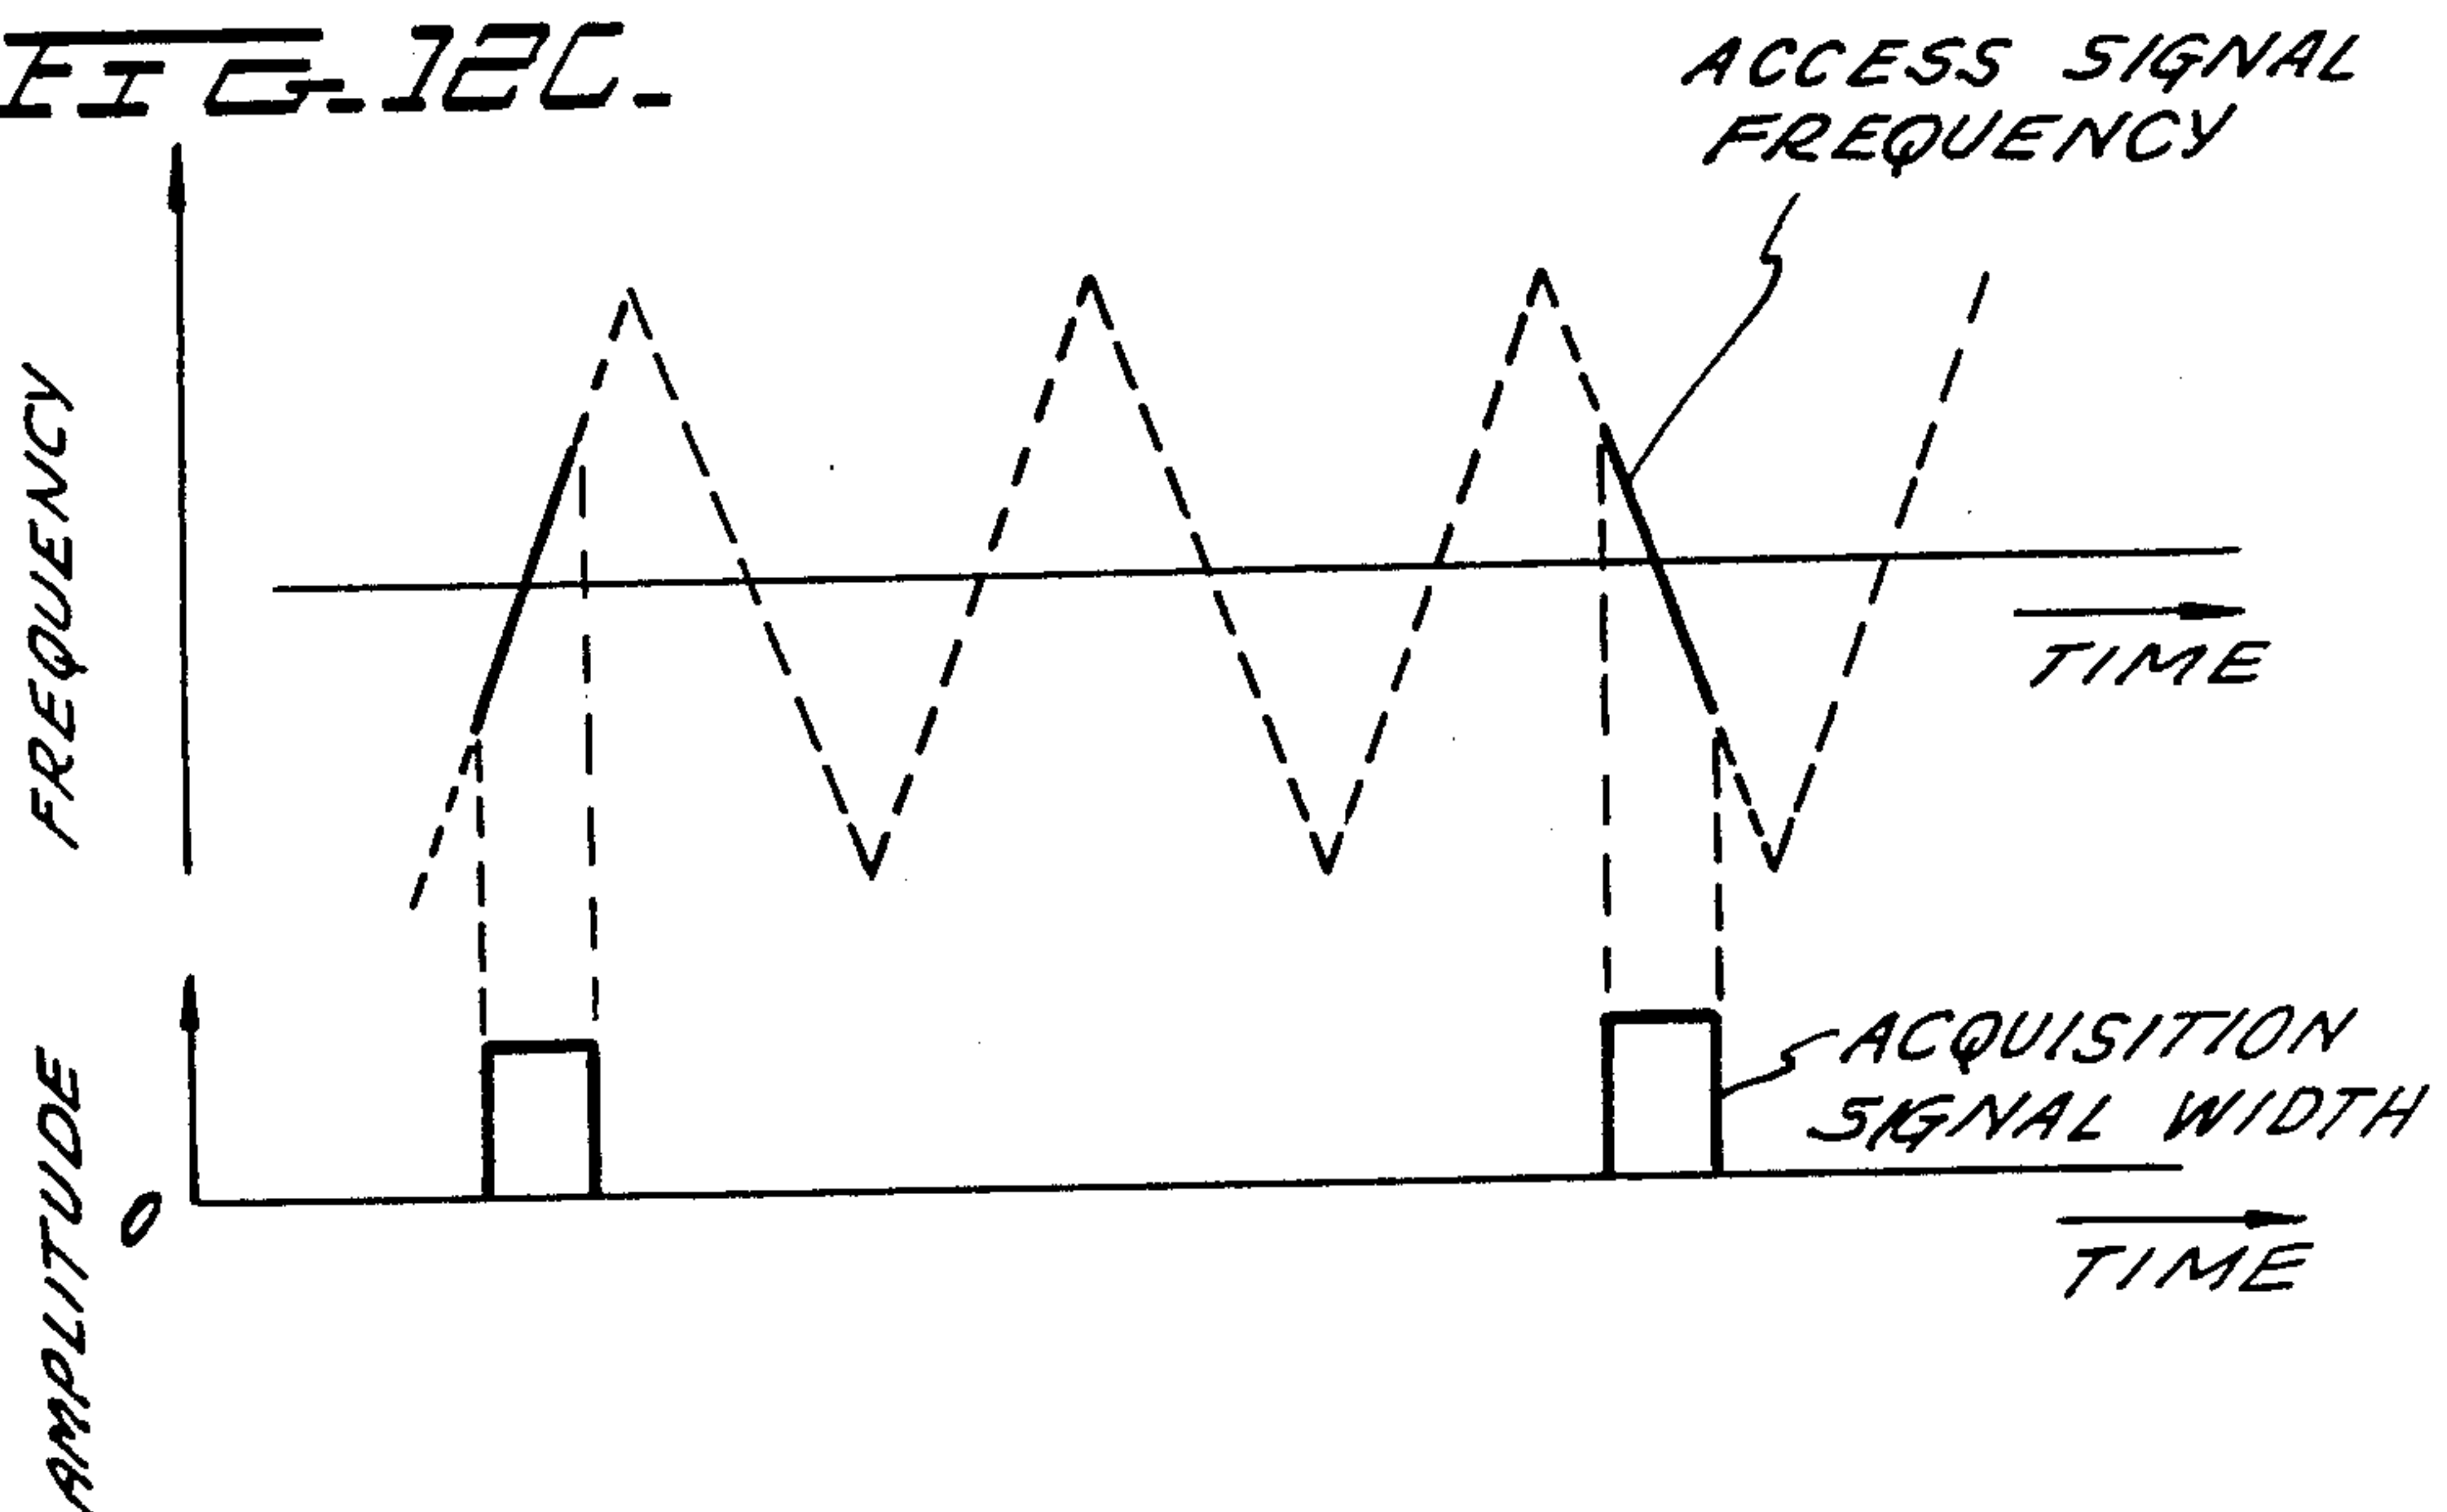 FIG. 12C.
ACCESS SIGNAL
FREQUENCY
FREQUENCY
TIME
ACQUISITION
SIGNAL WIDTH
AMPLITUDE
0
TIME